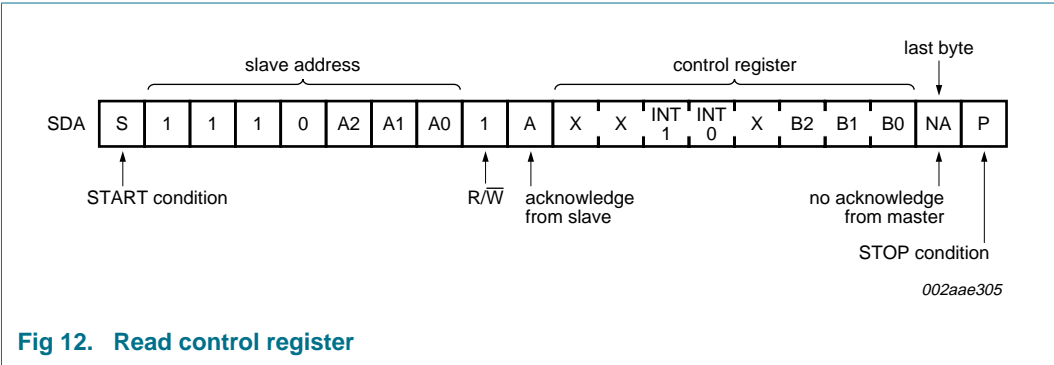 last byte
slave address control register
SDA S 1 1 1 0 A2 A1 A0 1 A X X INT 1 INT 0 X B2 B1 B0 NA P
START condition R/W̅ acknowledge from slave no acknowledge from master
STOP condition
002aae305
Fig 12. Read control register